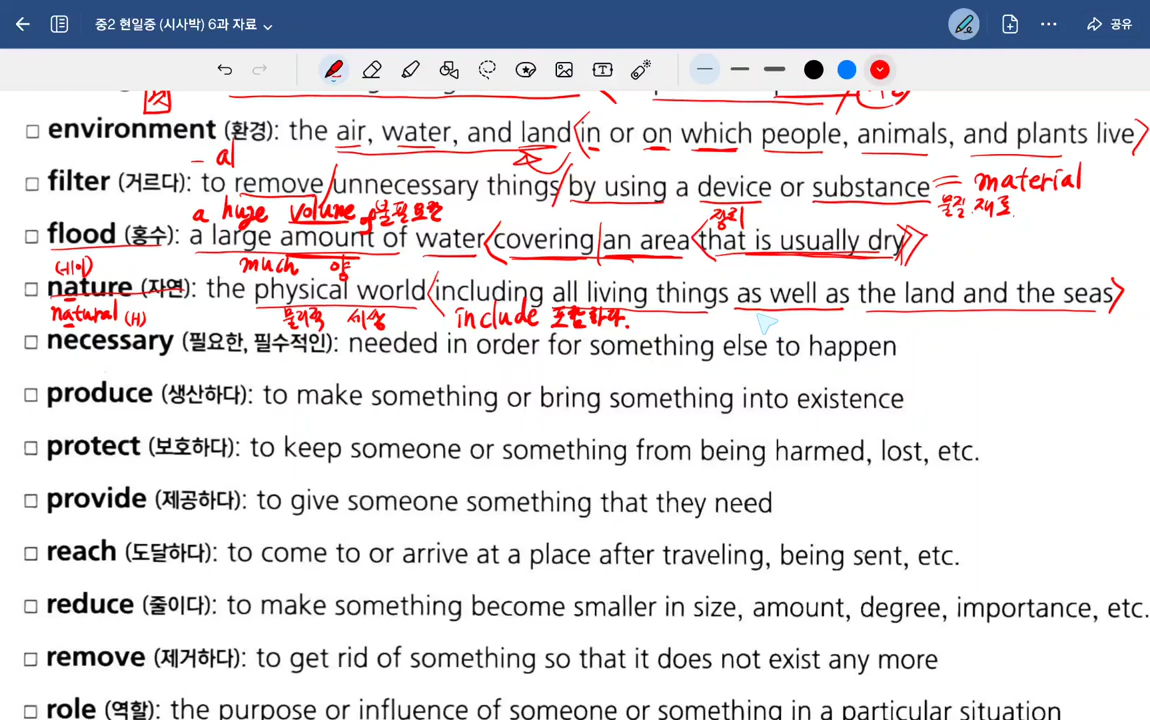 중2 현일중 (시사박) 6과 자료
공유
environment (환경): the air, water, and land in or on which people, animals, and plants live
- al
filter (거르다): to remove unnecessary things by using a device or substance = material
a huge volume of 불필요한 장치 물질 재료
flood (홍수): a large amount of water covering an area that is usually dry
(네이) much 양
nature (자연): the physical world including all living things as well as the land and the seas
natural (H) 물리적 세상 include 포함하다.
necessary (필요한, 필수적인): needed in order for something else to happen
produce (생산하다): to make something or bring something into existence
protect (보호하다): to keep someone or something from being harmed, lost, etc.
provide (제공하다): to give someone something that they need
reach (도달하다): to come to or arrive at a place after traveling, being sent, etc.
reduce (줄이다): to make something become smaller in size, amount, degree, importance, etc.
remove (제거하다): to get rid of something so that it does not exist any more
role (역할): the purpose or influence of someone or something in a particular situation